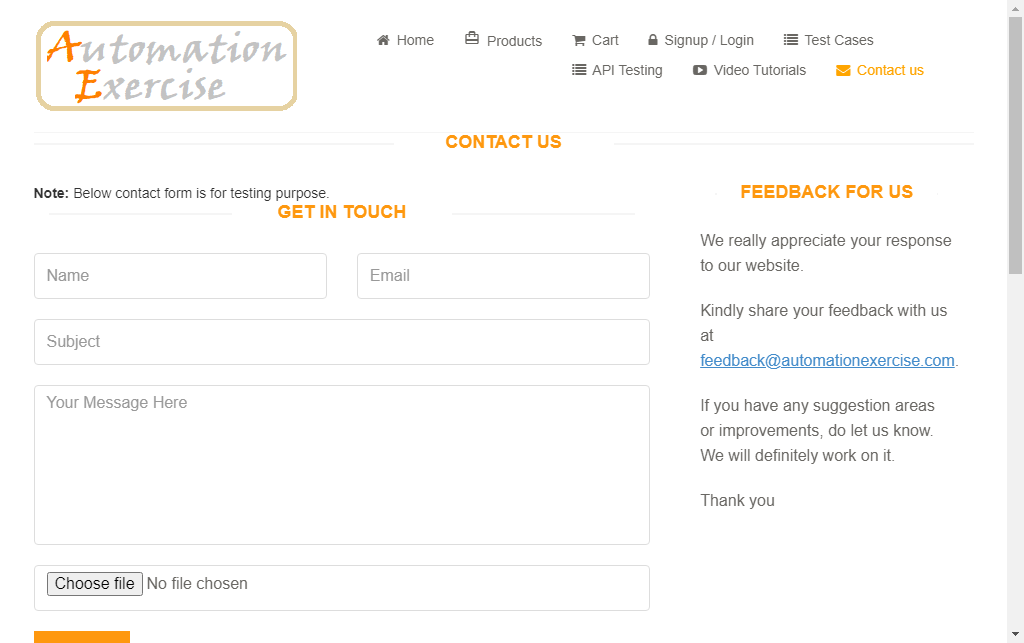 Automation
Exercise
Home
Products
Cart
Signup / Login
Test Cases
API Testing
Video Tutorials
Contact us
CONTACT US
Note: Below contact form is for testing purpose.
GET IN TOUCH
Name
Email
Subject
Your Message Here
Choose file No file chosen
FEEDBACK FOR US
We really appreciate your response
to our website.
Kindly share your feedback with us
at
feedback@automationexercise.com.
If you have any suggestion areas
or improvements, do let us know.
We will definitely work on it.
Thank you